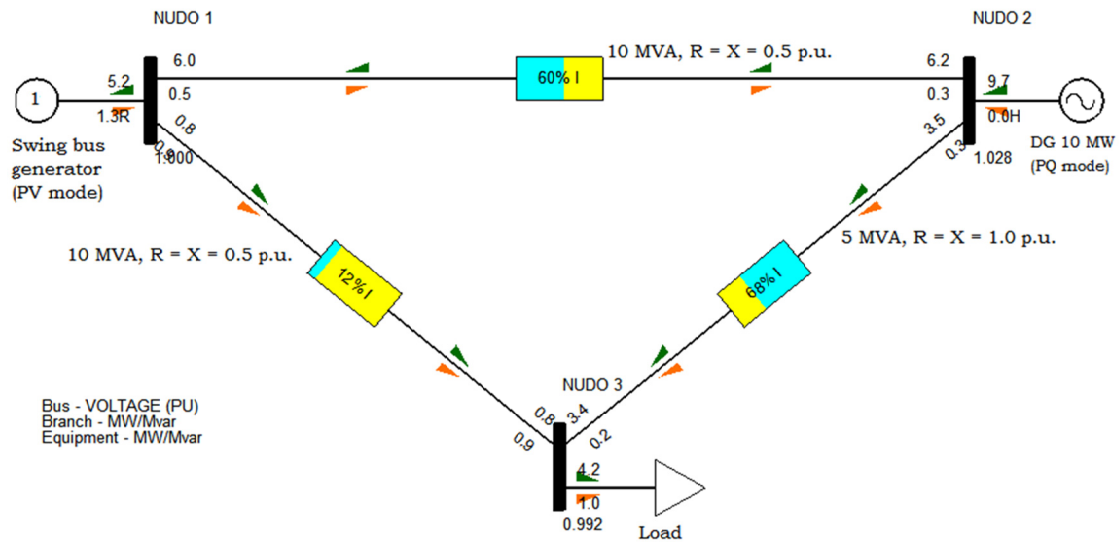 NUDO 1
NUDO 2
10 MVA, R = X = 0.5 p.u.
6.0
6.2
60% I
5.2
0.5
0.3
9.7
1
1.3R
0.8
3.5
0.0H
0.9
0.3
1.000
1.028
Swing bus
generator
(PV mode)
DG 10 MW
(PQ mode)
10 MVA, R = X = 0.5 p.u.
5 MVA, R = X = 1.0 p.u.
12% I
68% I
NUDO 3
Bus - VOLTAGE (PU)
Branch - MW/Mvar
Equipment - MW/Mvar
0.8
3.4
0.9
0.2
4.2
1.0
0.992
Load